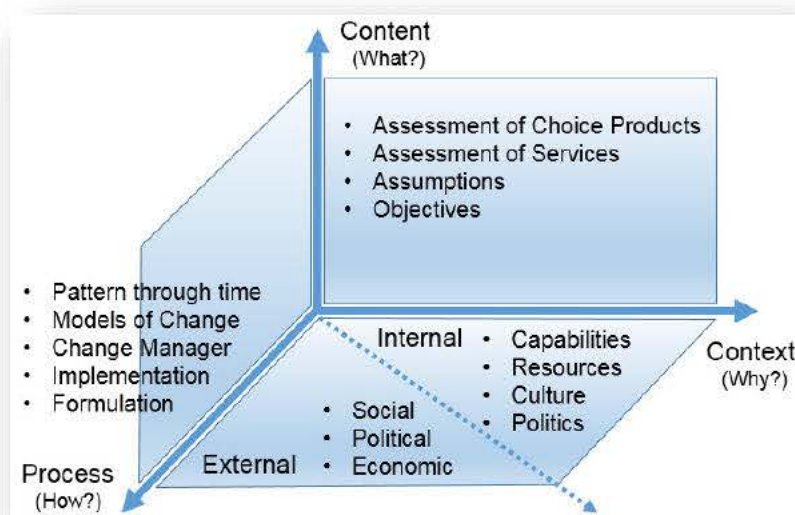 Content
(What?)
• Assessment of Choice Products
• Assessment of Services
• Assumptions
• Objectives
• Pattern through time
• Models of Change
• Change Manager
• Implementation
• Formulation
Internal
• Capabilities
• Resources
• Culture
• Politics
Context
(Why?)
• Social
• Political
• Economic
External
Process
(How?)